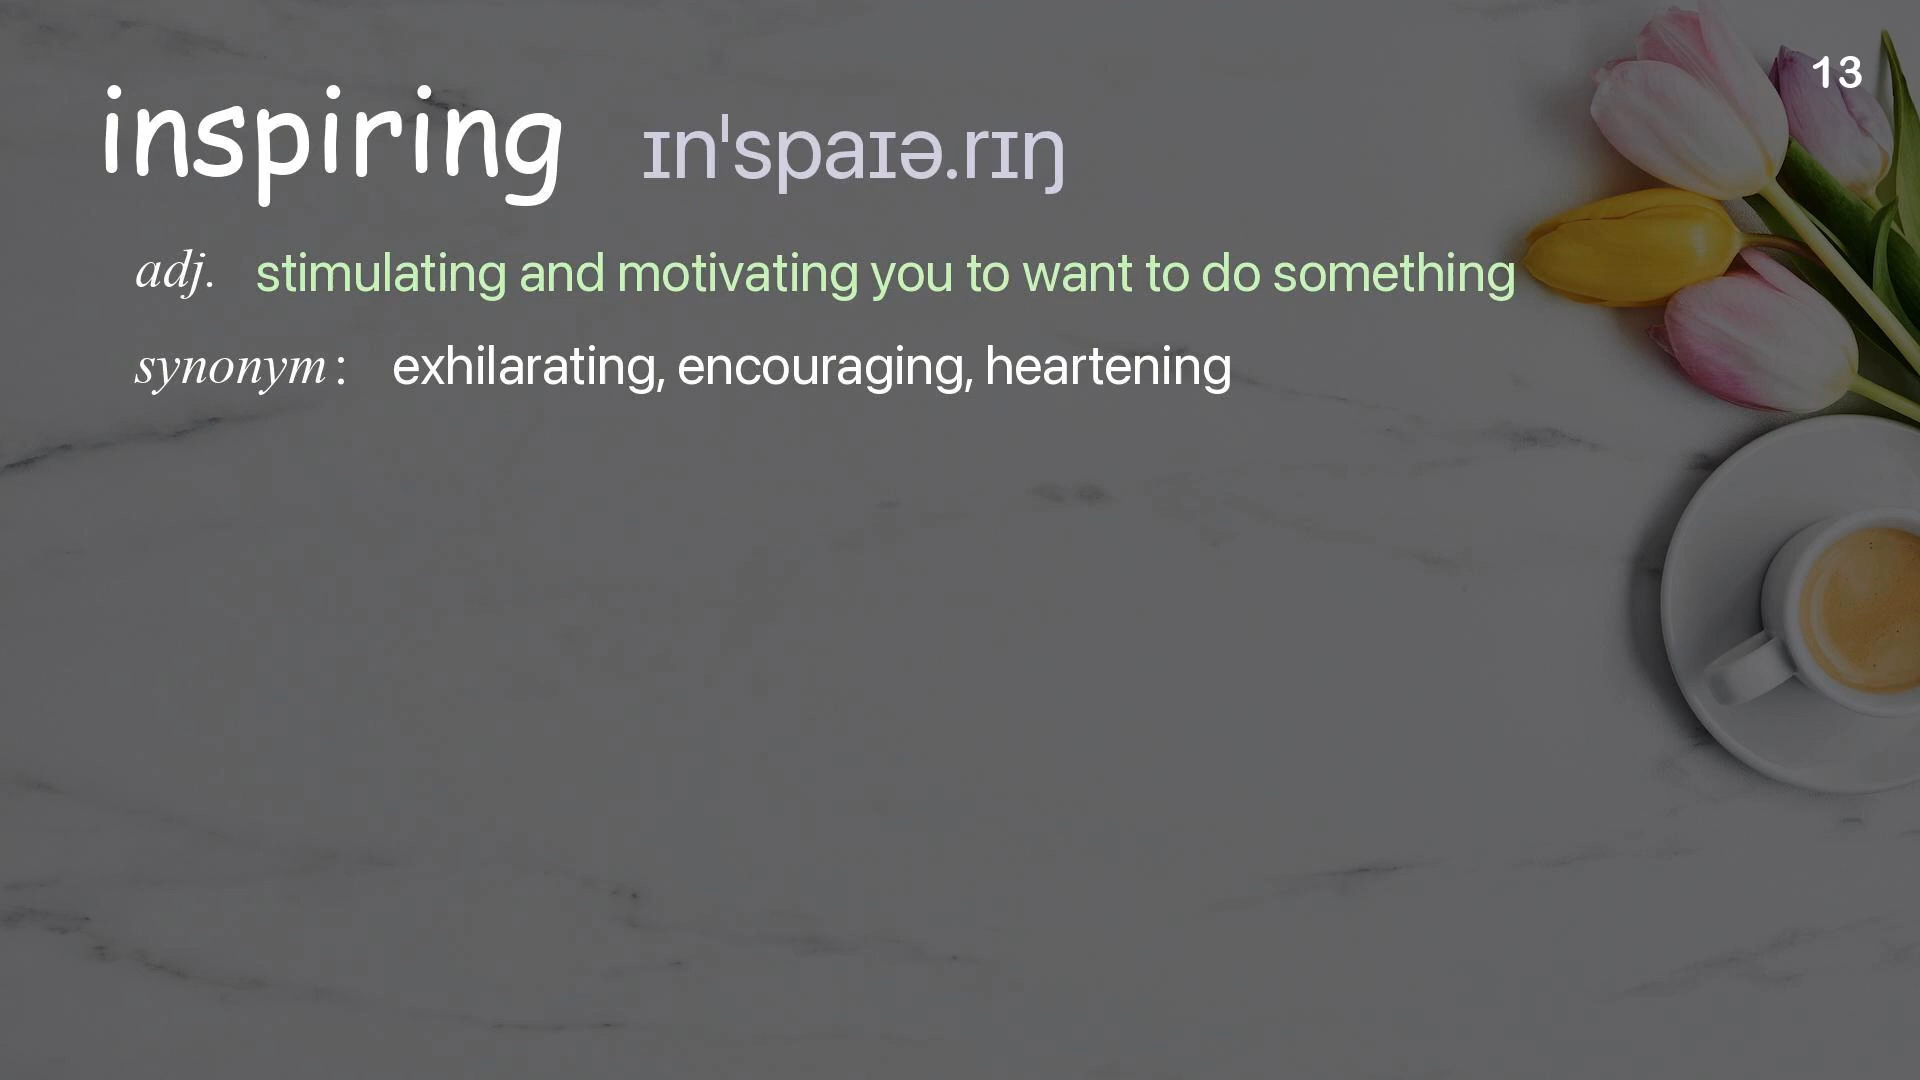 13
inspiring ɪnˈspaɪə.rɪŋ
adj. stimulating and motivating you to want to do something
synonym : exhilarating, encouraging, heartening